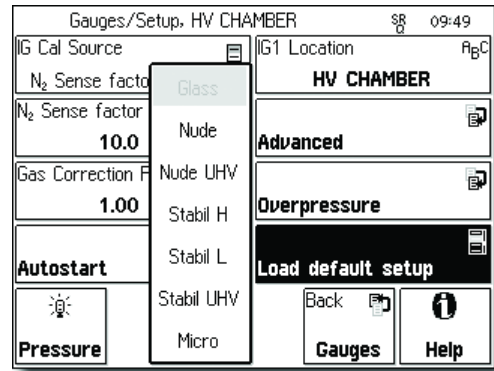 Gauges/Setup, HV CHAMBER SRQ 09:49
IG Cal Source
N₂ Sense facto
IG1 Location ABC
HV CHAMBER
N₂ Sense factor
10.0
Advanced
Gas Correction F
1.00
Overpressure
Autostart
Load default setup
Glass
Nude
Nude UHV
Stabil H
Stabil L
Stabil UHV
Micro
Pressure
Back
Gauges
Help